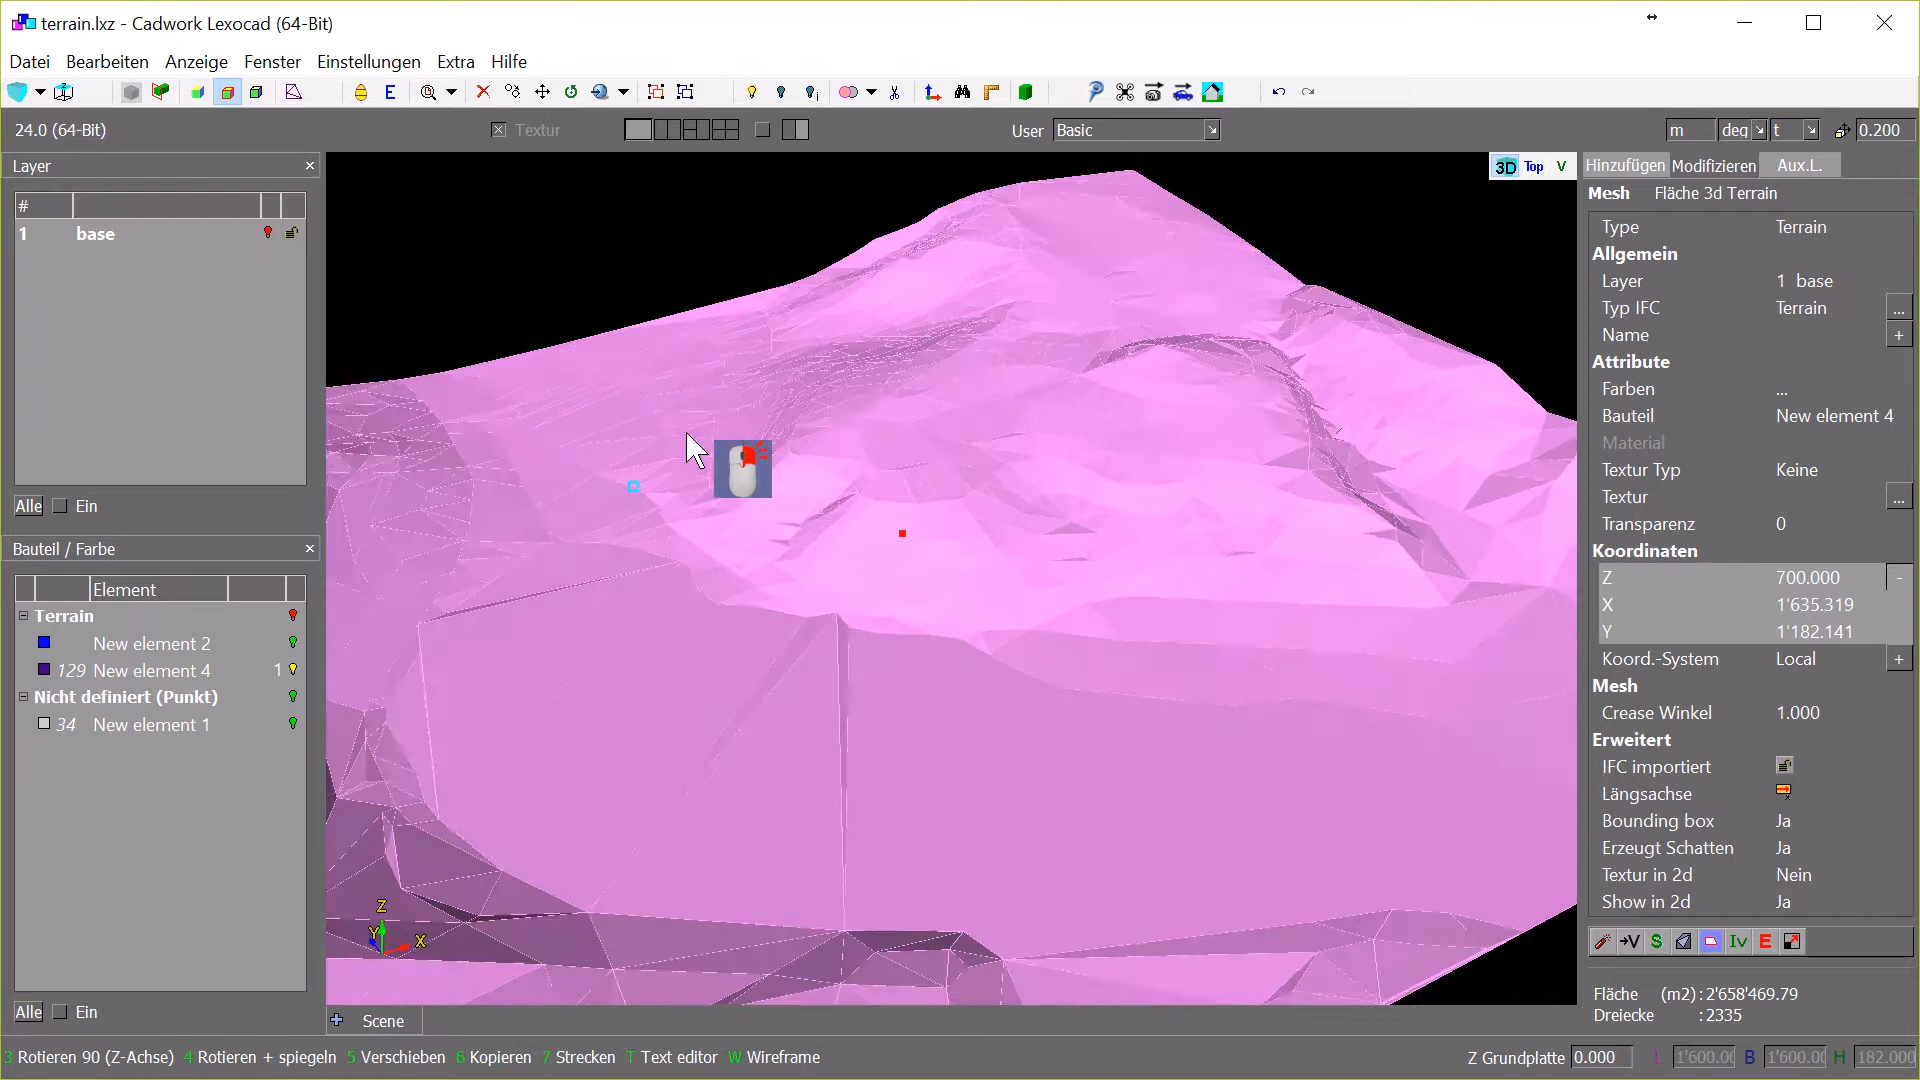 terrain.lxz - Cadwork Lexocad (64-Bit)
Datei Bearbeiten Anzeige Fenster Einstellungen Extra Hilfe
E
24.0 (64-Bit)
Textur
User Basic
m deg t 0.200
Layer
#
1 base
Alle Ein
Bauteil / Farbe
Element
Terrain
New element 2
129 New element 4 1
Nicht definiert (Punkt)
34 New element 1
Alle Ein
3D Top V
Z
Y
X
Scene
Hinzufügen Modifizieren Aux.L.
Mesh Fläche 3d Terrain
Type Terrain
Allgemein
Layer 1 base
Typ IFC Terrain ...
Name +
Attribute
Farben ...
Bauteil New element 4
Material
Textur Typ Keine
Textur ...
Transparenz 0
Koordinaten
Z 700.000 -
X 1'635.319
Y 1'182.141
Koord.-System Local +
Mesh
Crease Winkel 1.000
Erweitert
IFC importiert
Längsachse
Bounding box Ja
Erzeugt Schatten Ja
Textur in 2d Nein
Show in 2d Ja
V S Iv E
Fläche (m2) : 2'658'469.79
Dreiecke : 2335
3 Rotieren 90 (Z-Achse) 4 Rotieren + spiegeln 5 Verschieben 6 Kopieren 7 Strecken T Text editor W Wireframe
Z Grundplatte 0.000 L 1'600.00 B 1'600.00 H 182.000